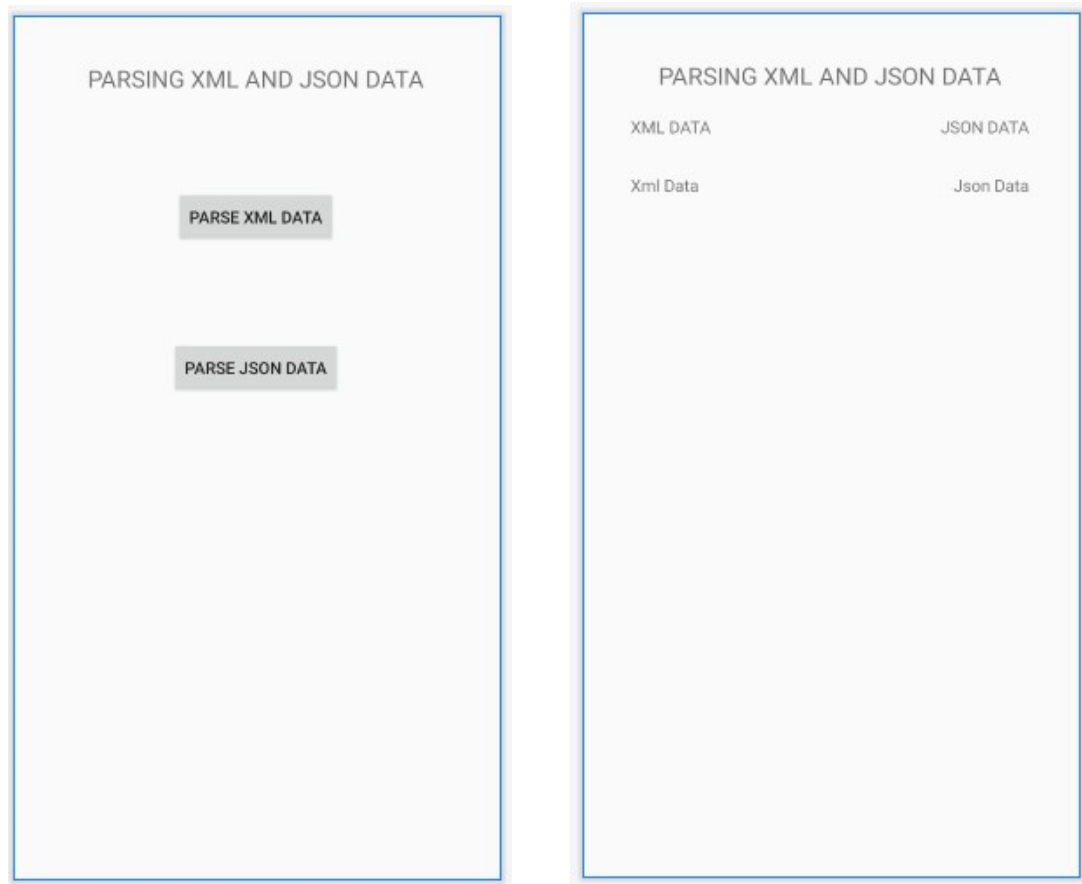 PARSING XML AND JSON DATA
PARSE XML DATA
PARSE JSON DATA
PARSING XML AND JSON DATA
XML DATA JSON DATA
Xml Data Json Data